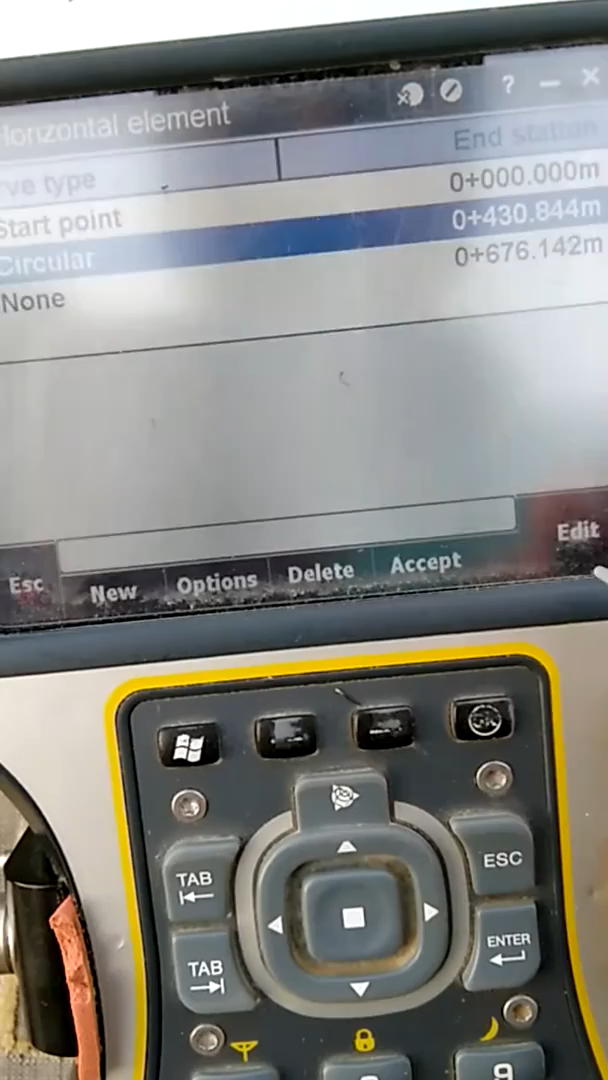 Horizontal element ? 
rve type End station
Start point 0+000.000m
Circular 0+430.844m
None 0+676.142m
Edit
Esc New Options Delete Accept
TAB
ESC
TAB
ENTER
9